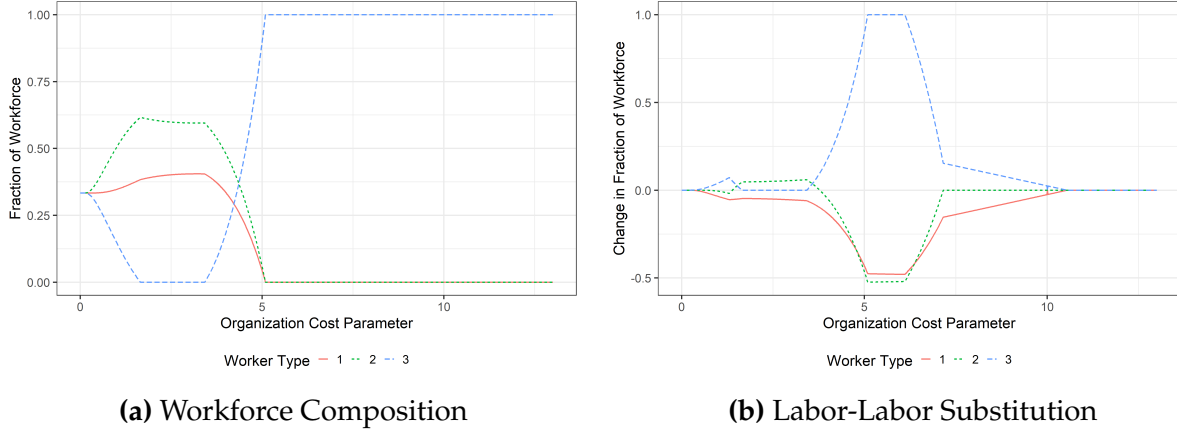 1.00
0.75
0.50
0.25
0.00
Fraction of Workforce
0 5 10
Organization Cost Parameter
Worker Type 1 2 3
(a) Workforce Composition
1.0
0.5
0.0
-0.5
Change in Fraction of Workforce
0 5 10
Organization Cost Parameter
Worker Type 1 2 3
(b) Labor-Labor Substitution